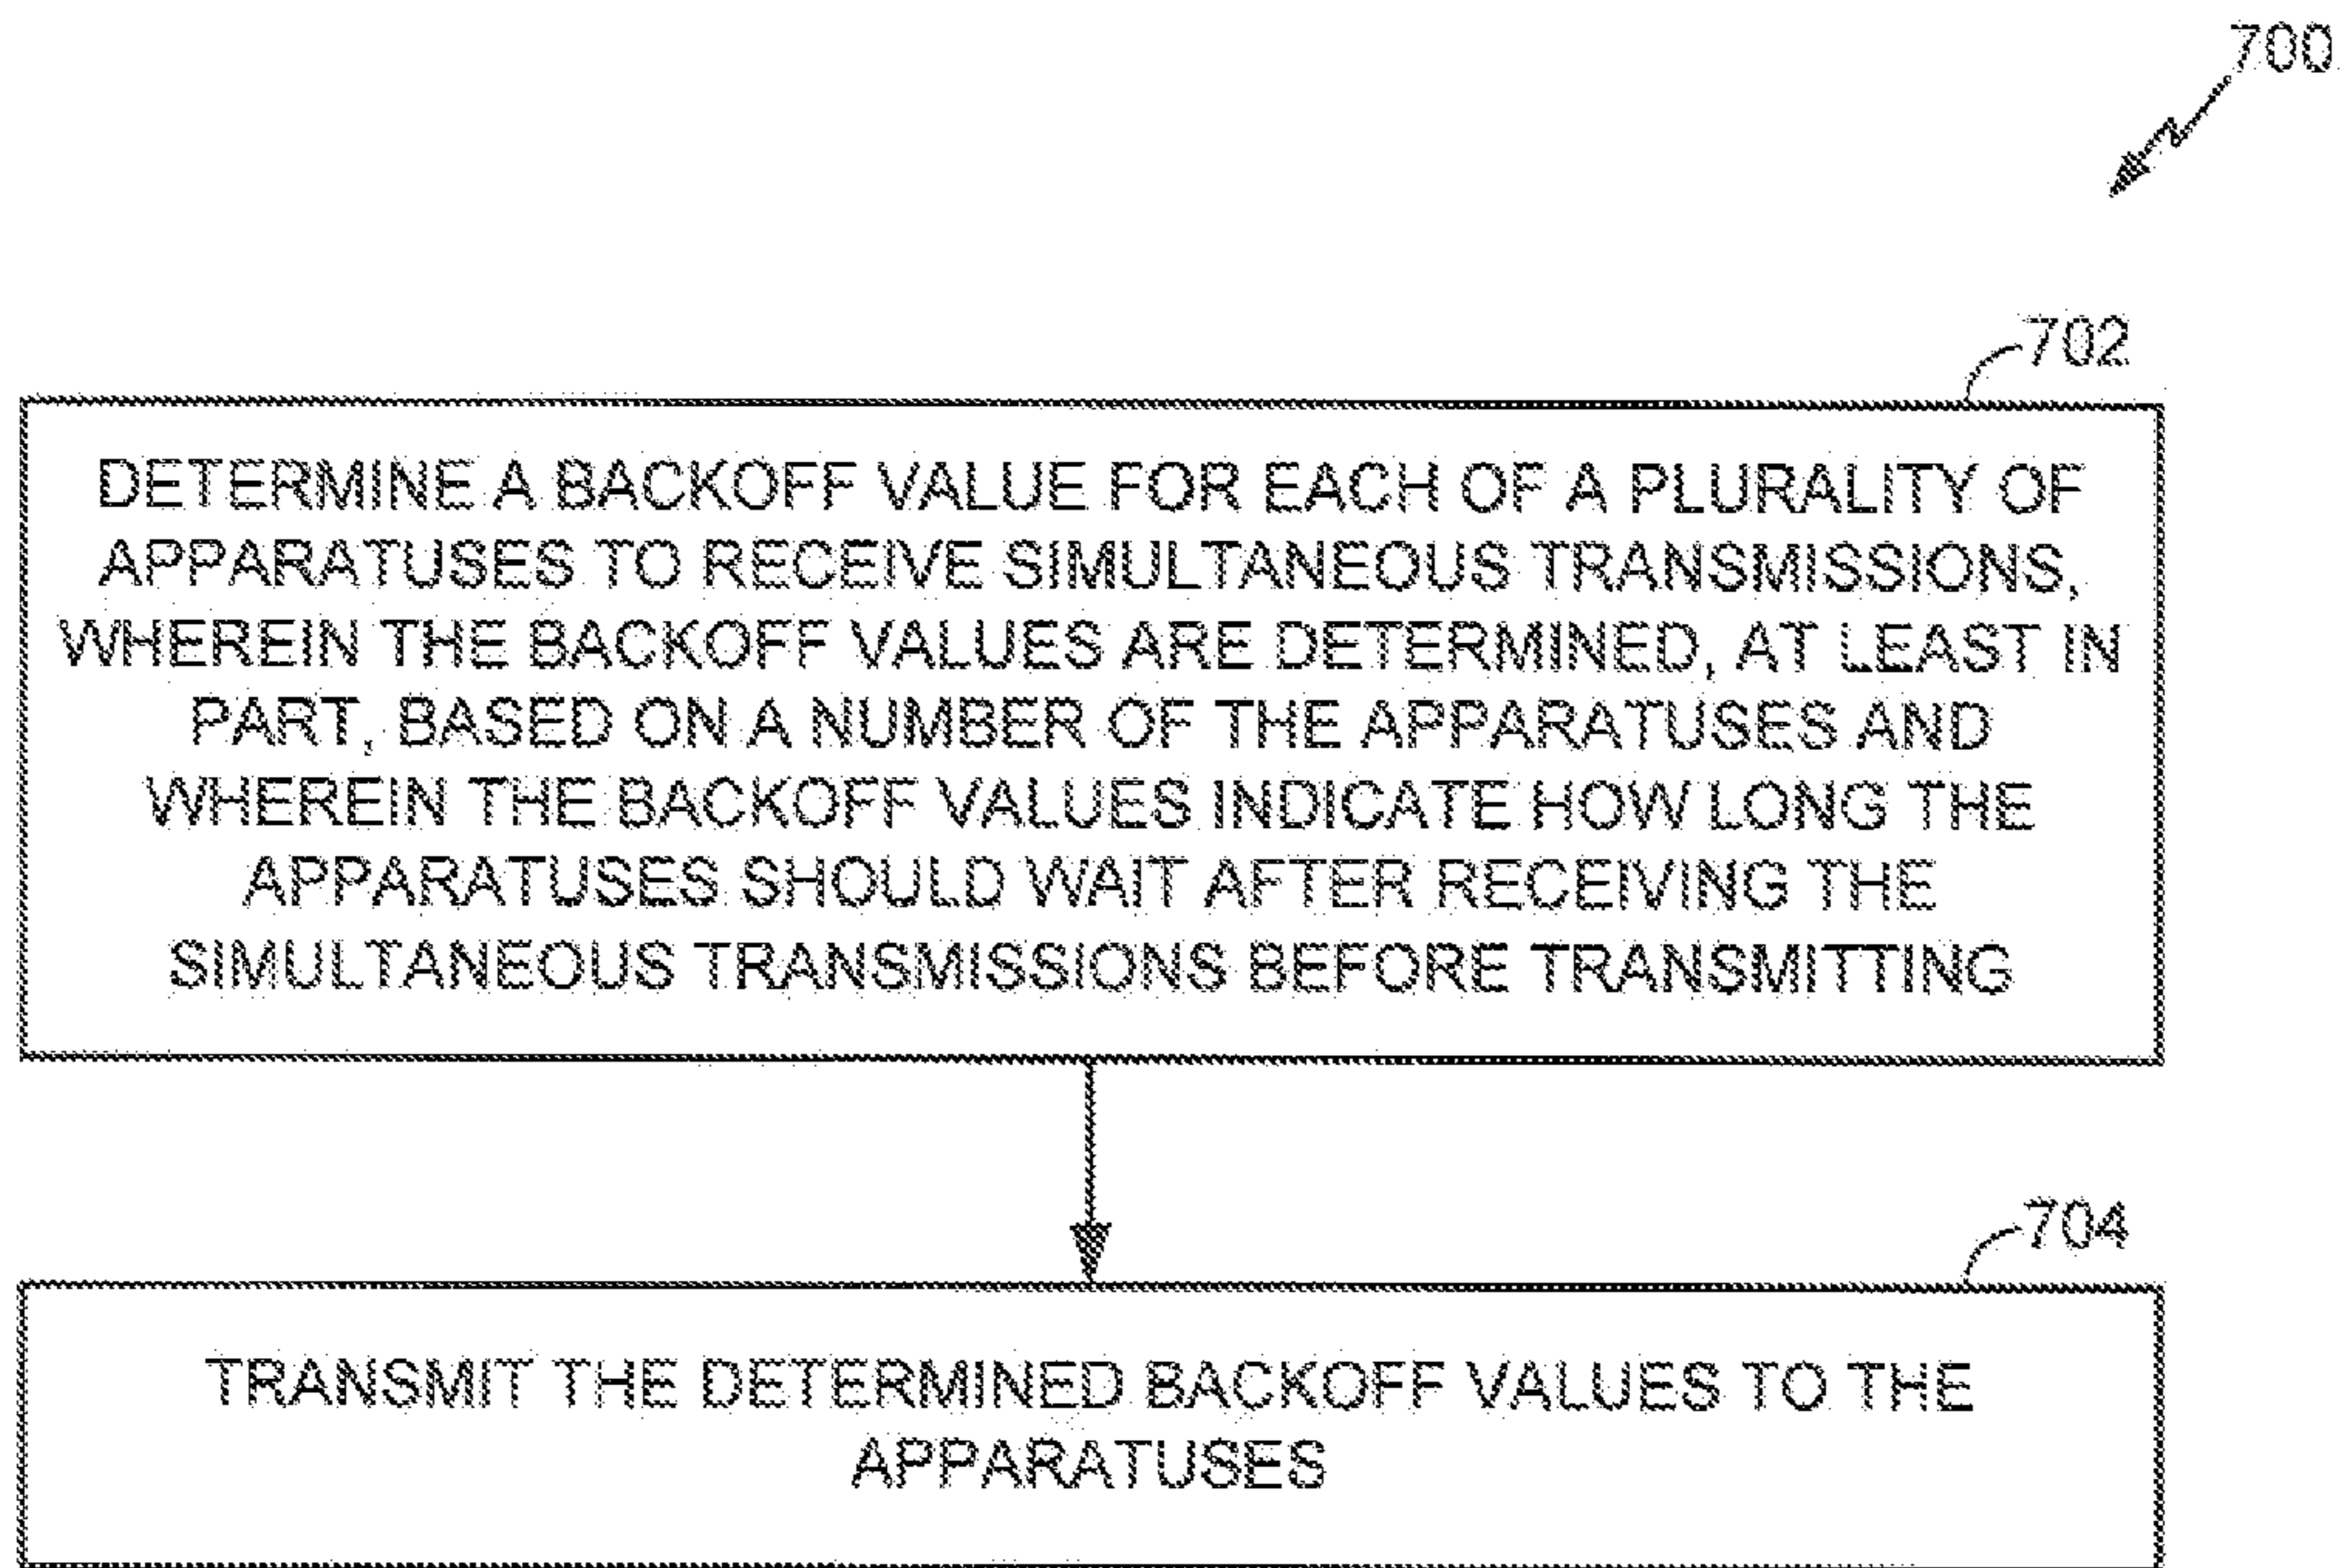 700
702
DETERMINE A BACKOFF VALUE FOR EACH OF A PLURALITY OF
APPARATUSES TO RECEIVE SIMULTANEOUS TRANSMISSIONS,
WHEREIN THE BACKOFF VALUES ARE DETERMINED, AT LEAST IN
PART, BASED ON A NUMBER OF THE APPARATUSES AND
WHEREIN THE BACKOFF VALUES INDICATE HOW LONG THE
APPARATUSES SHOULD WAIT AFTER RECEIVING THE
SIMULTANEOUS TRANSMISSIONS BEFORE TRANSMITTING
704
TRANSMIT THE DETERMINED BACKOFF VALUES TO THE
APPARATUSES